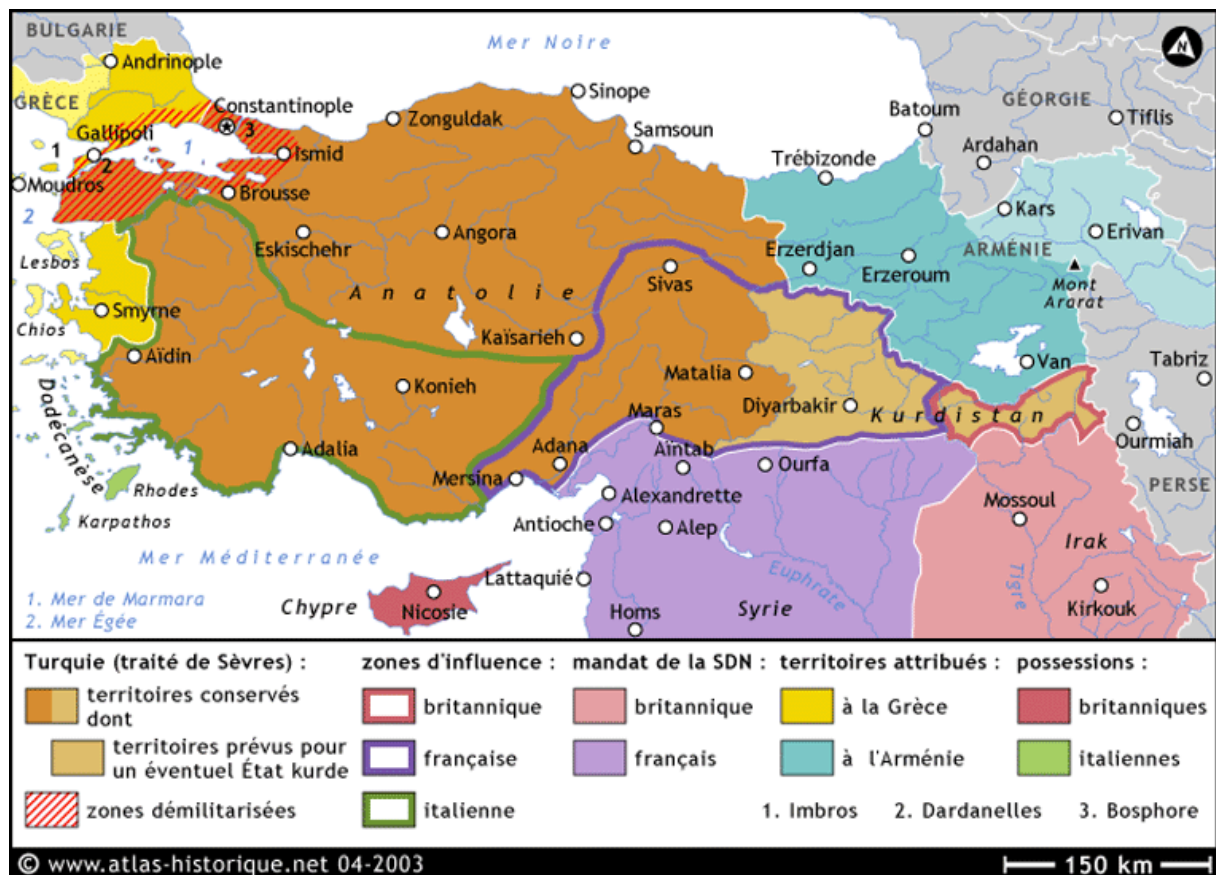 BULGARIE
Mer Noire
N
Andrinople
Sinope
GRÈCE
Constantinople
Zonguldak
Batoum
GÉORGIE
Tiflis
Gallipoli
3
Samsoun
Ardahan
1
1
2
Ismid
Trébizonde
Moudros
Brousse
Kars
2
Eskischehr
Angora
Erzerdjan
ARMÉNIE
Erivan
Lesbos
Sivas
Erzeroum
Mont
Ararat
Anatolie
Smyrne
Chios
Kaïsarieh
Aïdin
Van
Tabriz
Konieh
Matalia
Dadécanèse
Diyarbakir
Kurdistan
Maras
Adalia
Adana
Aïntab
Ourfa
Ourmiah
Mersina
Rhodes
Alexandrette
Mossoul
PERSE
Karpathos
Antioche
Alep
Irak
Mer Méditerranée
Lattaquié
Euphrate
Tigre
1. Mer de Marmara
2. Mer Égée
Chypre
Nicosie
Homs
Syrie
Kirkouk
Turquie (traité de Sèvres) :
territoires conservés
dont
territoires prévus pour
un éventuel État kurde
zones démilitarisées
zones d'influence :
britannique
française
italienne
mandat de la SDN :
britannique
français
territoires attribués :
à la Grèce
à l'Arménie
possessions :
britanniques
italiennes
1. Imbros 2. Dardanelles 3. Bosphore
© www.atlas-historique.net 04-2003
150 km